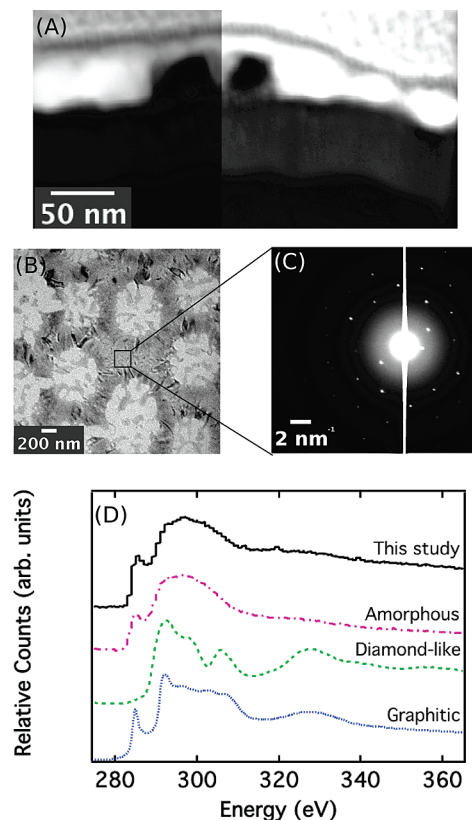 (A)
50 nm
(B)
200 nm
(C)
2 nm⁻¹
(D)
This study
Amorphous
Diamond-like
Graphitic
Relative Counts (arb. units)
280 300 320 340 360
Energy (eV)